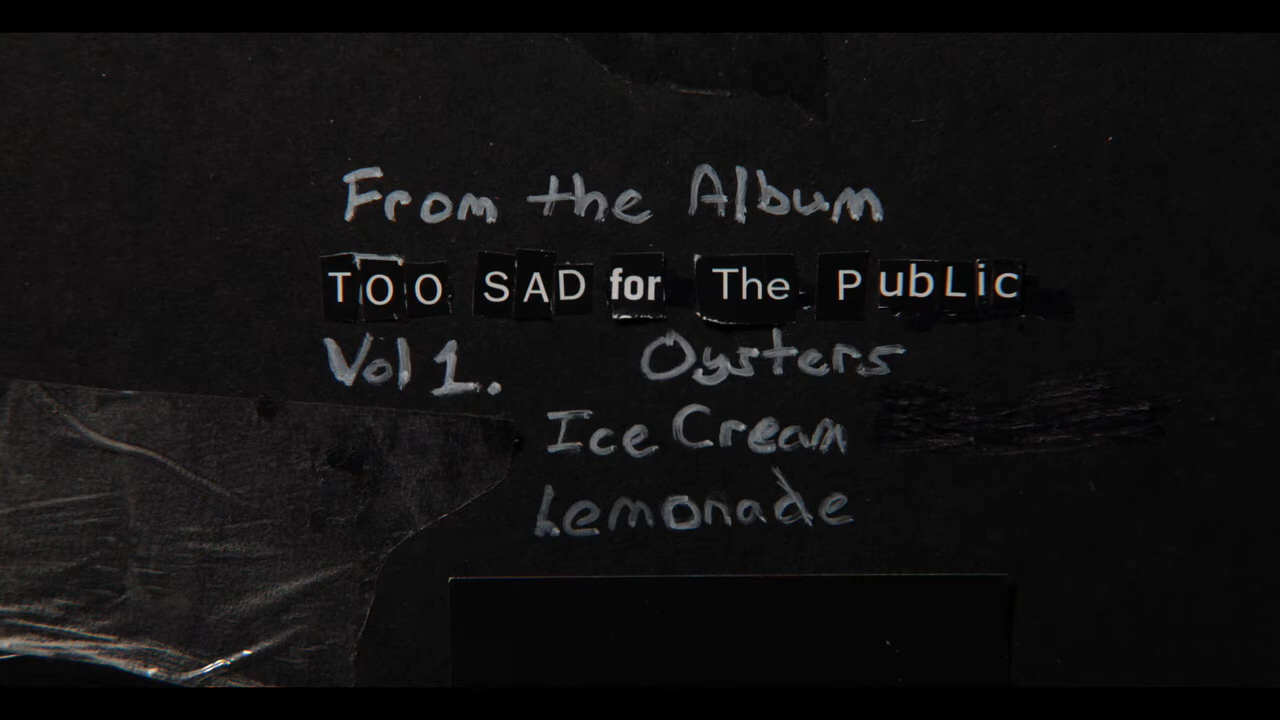 From the Album
TOO SAD for The PubLic
Vol 1. Oysters
Ice Cream
Lemonade